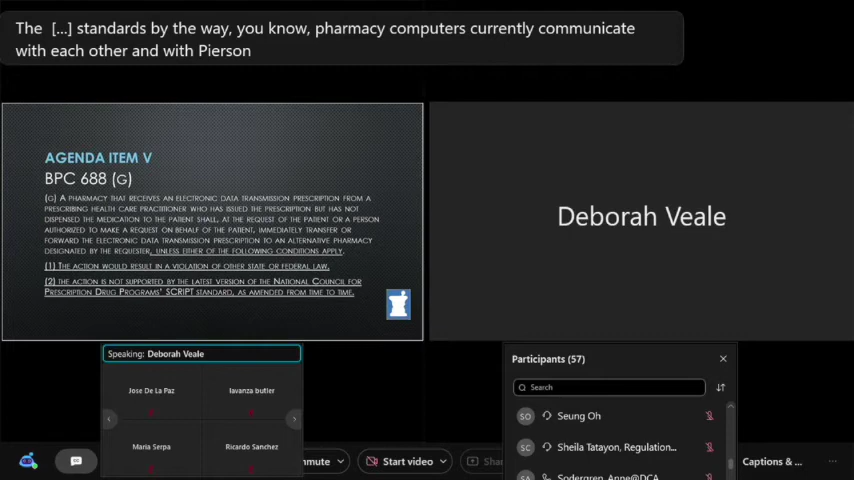 The [...] standards by the way, you know, pharmacy computers currently communicate
with each other and with Pierson
AGENDA ITEM V
BPC 688 (G)
(G) A PHARMACY THAT RECEIVES AN ELECTRONIC DATA TRANSMISSION PRESCRIPTION FROM A
PRESCRIBING HEALTH CARE PRACTITIONER WHO HAS ISSUED THE PRESCRIPTION BUT HAS NOT
DISPENSED THE MEDICATION TO THE PATIENT SHALL, AT THE REQUEST OF THE PATIENT OR A PERSON
AUTHORIZED TO MAKE A REQUEST ON BEHALF OF THE PATIENT, IMMEDIATELY TRANSFER OR
FORWARD THE ELECTRONIC DATA TRANSMISSION PRESCRIPTION TO AN ALTERNATIVE PHARMACY
DESIGNATED BY THE REQUESTER, UNLESS EITHER OF THE FOLLOWING CONDITIONS APPLY.
(1) THE ACTION WOULD RESULT IN A VIOLATION OF OTHER STATE OR FEDERAL LAW.
(2) THE ACTION IS NOT SUPPORTED BY THE LATEST VERSION OF THE NATIONAL COUNCIL FOR
PRESCRIPTION DRUG PROGRAMS' SCRIPT STANDARD, AS AMENDED FROM TIME TO TIME.
Deborah Veale
Speaking: Deborah Veale
Jose De La Paz
lavanza butler
Maria Serpa
Ricardo Sanchez
Participants (57)
Search
SO Seung Oh
SC Sheila Tatayon, Regulation...
Sodergren, Anne@DCA
mute
Start video
Shar
Captions & ...